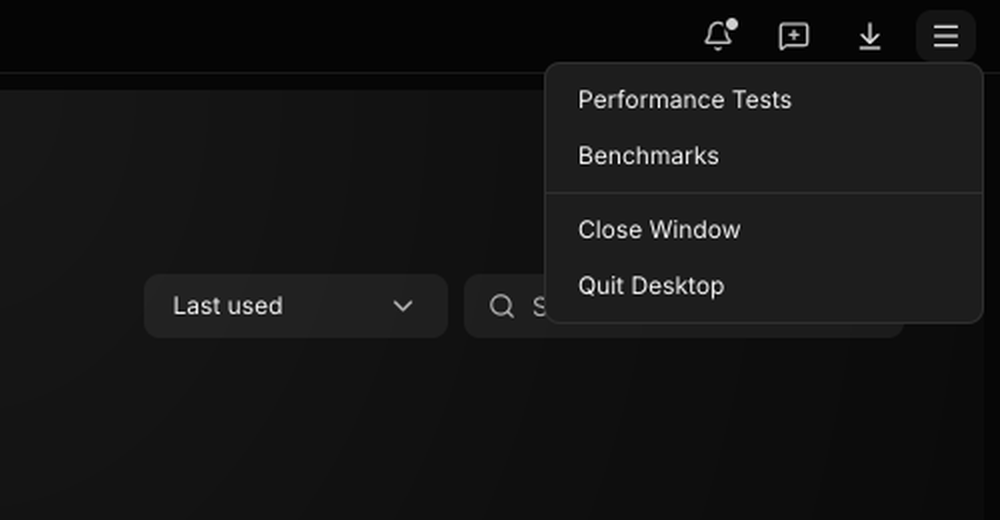 Performance Tests
Benchmarks
Close Window
Quit Desktop
Last used